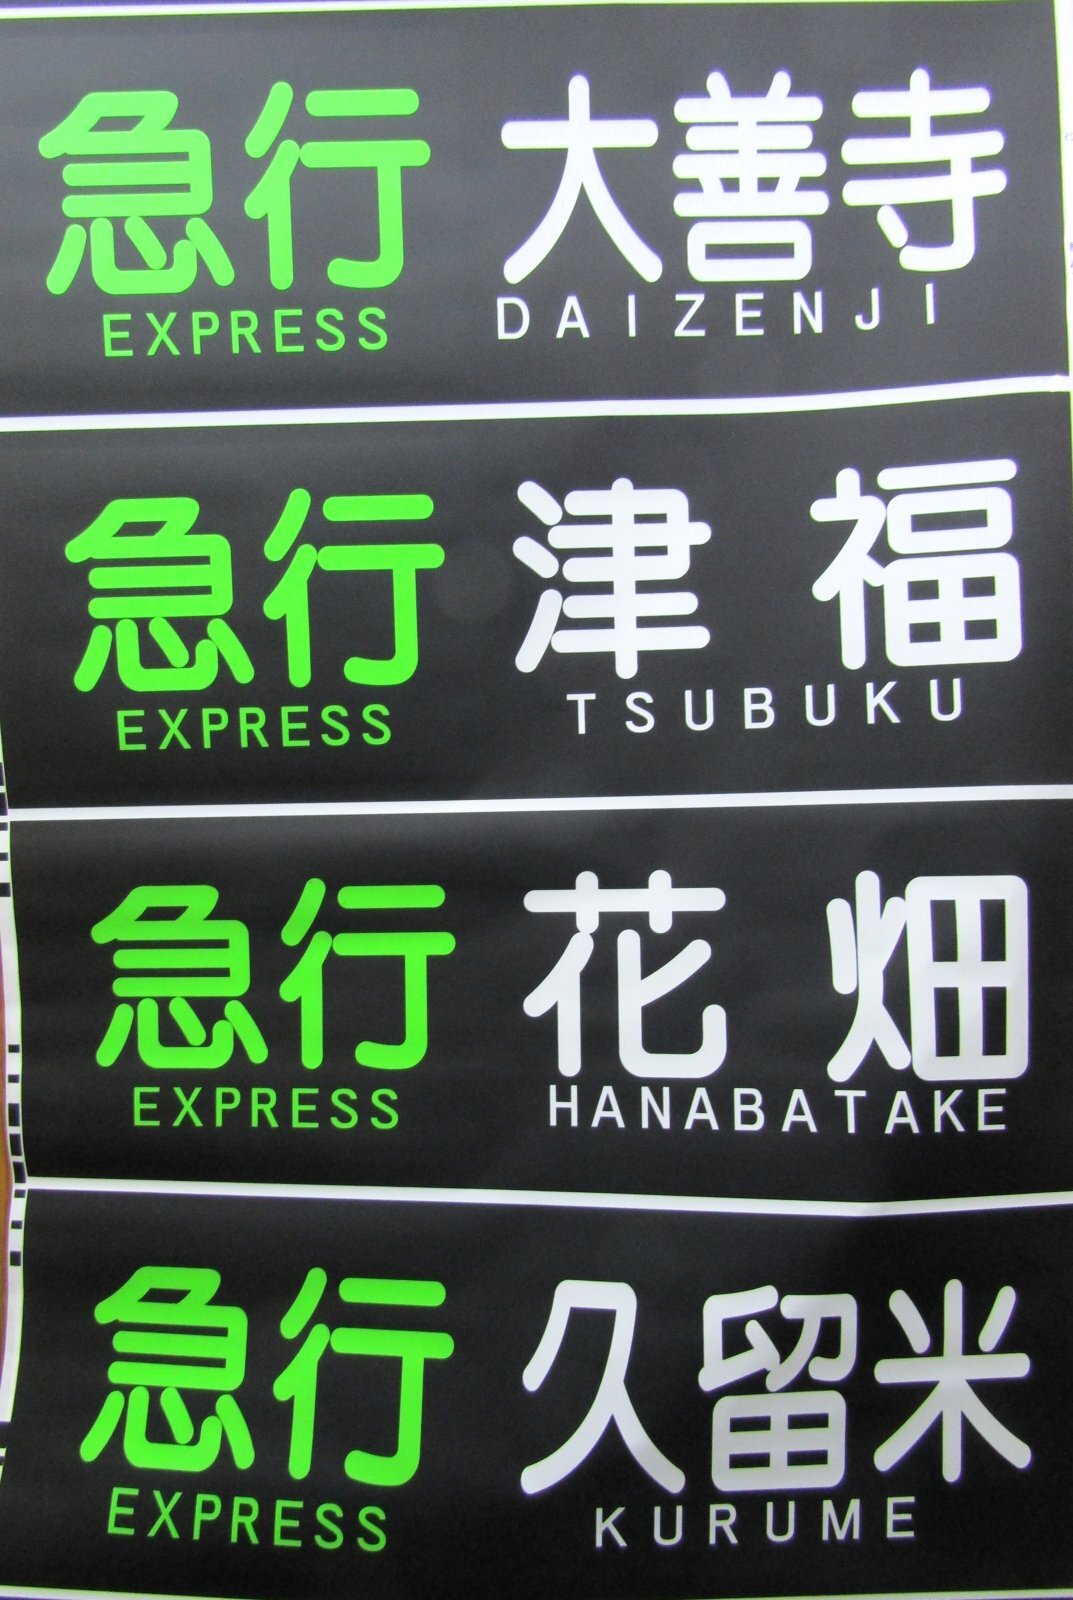 急行 大善寺
EXPRESS DAIZENJI
急行 津福
EXPRESS TSUBUKU
急行 花畑
EXPRESS HANABATAKE
急行 久留米
EXPRESS KURUME